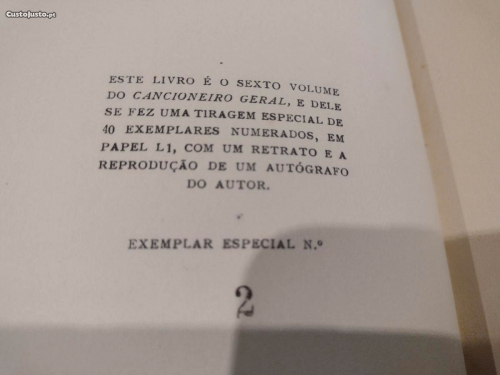 CustoJusto.pt
ESTE LIVRO É O SEXTO VOLUME
DO CANCIONEIRO GERAL, E DELE
SE FEZ UMA TIRAGEM ESPECIAL DE
40 EXEMPLARES NUMERADOS, EM
PAPEL L1, COM UM RETRATO E A
REPRODUÇÃO DE UM AUTÓGRAFO
DO AUTOR.
EXEMPLAR ESPECIAL N.º
2